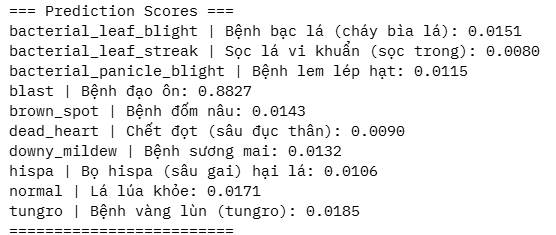 === Prediction Scores ===
bacterial_leaf_blight | Bệnh bạc lá (cháy bìa lá): 0.0151
bacterial_leaf_streak | Sọc lá vi khuẩn (sọc trong): 0.0080
bacterial_panicle_blight | Bệnh lem lép hạt: 0.0115
blast | Bệnh đạo ôn: 0.8827
brown_spot | Bệnh đốm nâu: 0.0143
dead_heart | Chết đọt (sâu đục thân): 0.0090
downy_mildew | Bệnh sương mai: 0.0132
hispa | Bọ hispa (sâu gai) hại lá: 0.0106
normal | Lá lúa khỏe: 0.0171
tungro | Bệnh vàng lùn (tungro): 0.0185
=========================